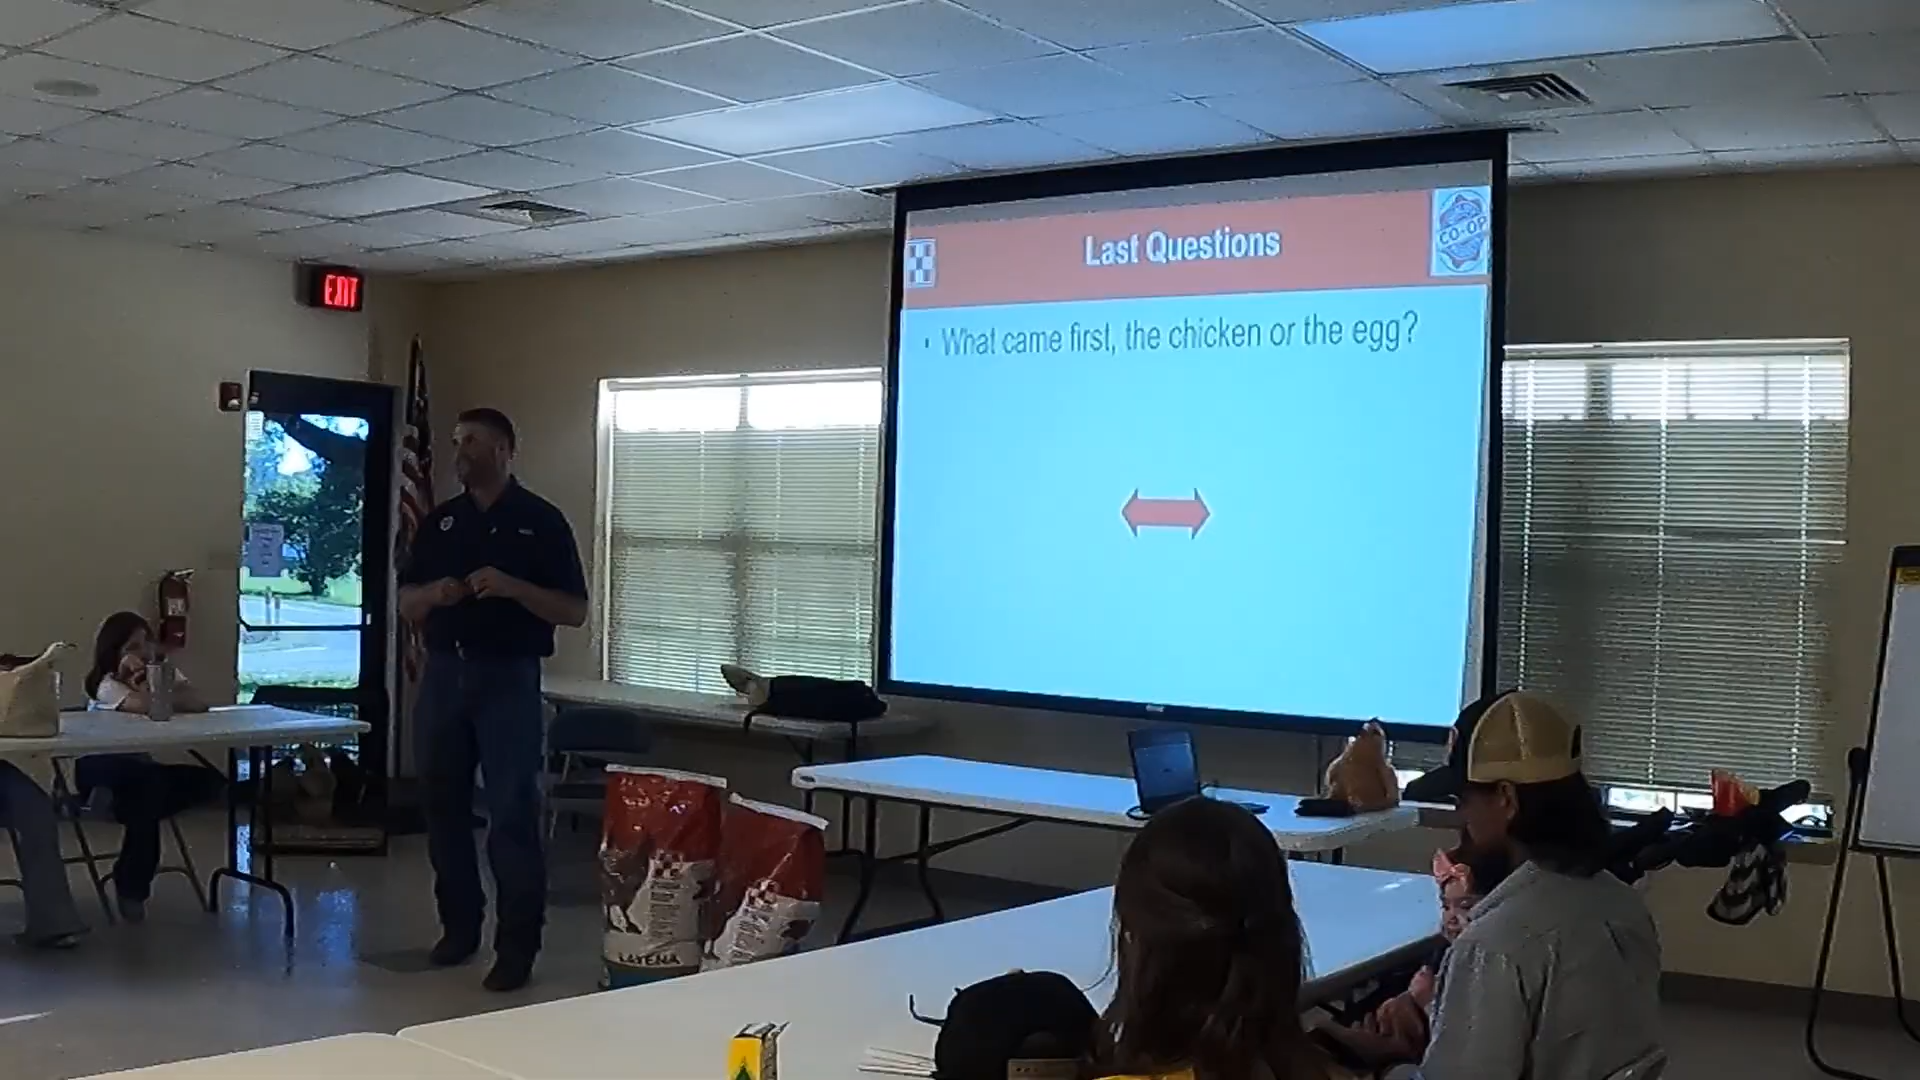 EXIT
Last Questions
CO-OP
• What came first, the chicken or the egg?
LAYENA